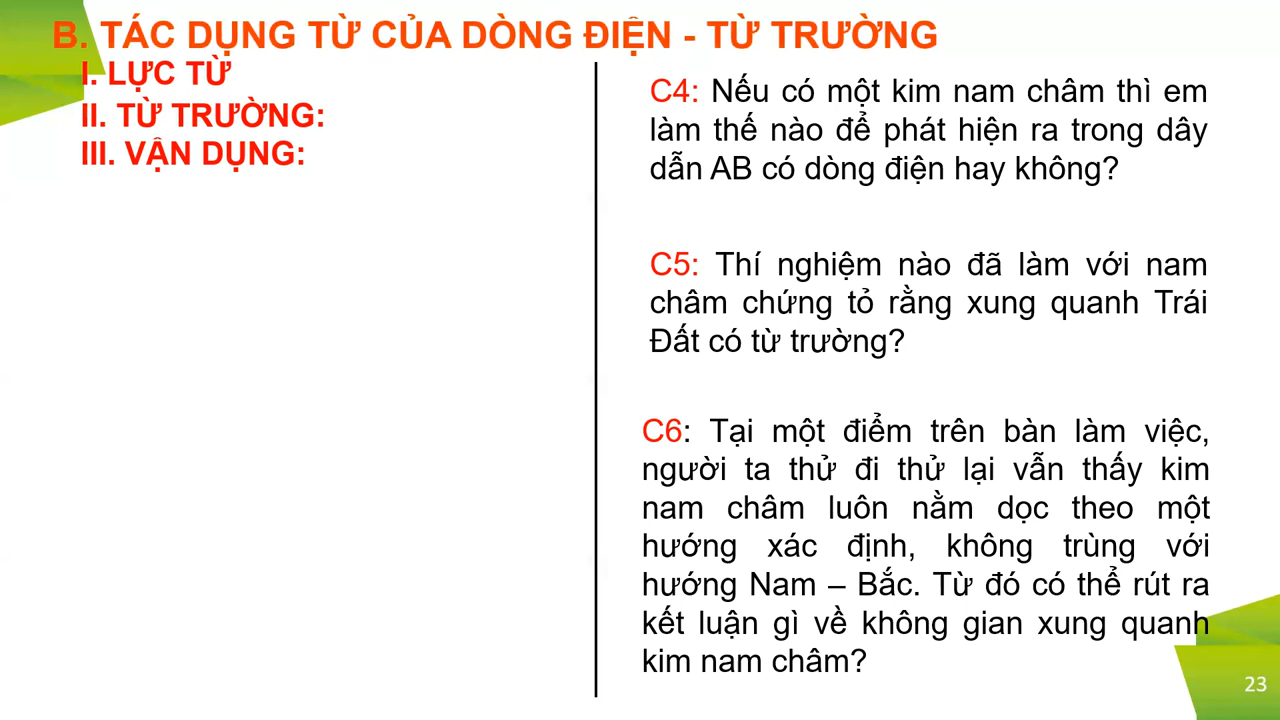 B. TÁC DỤNG TỪ CỦA DÒNG ĐIỆN - TỪ TRƯỜNG
I. LỰC TỪ
II. TỪ TRƯỜNG:
III. VẬN DỤNG:
C4: Nếu có một kim nam châm thì em
làm thế nào để phát hiện ra trong dây
dẫn AB có dòng điện hay không?
C5: Thí nghiệm nào đã làm với nam
châm chứng tỏ rằng xung quanh Trái
Đất có từ trường?
C6: Tại một điểm trên bàn làm việc,
người ta thử đi thử lại vẫn thấy kim
nam châm luôn nằm dọc theo một
hướng xác định, không trùng với
hướng Nam – Bắc. Từ đó có thể rút ra
kết luận gì về không gian xung quanh
kim nam châm?
23